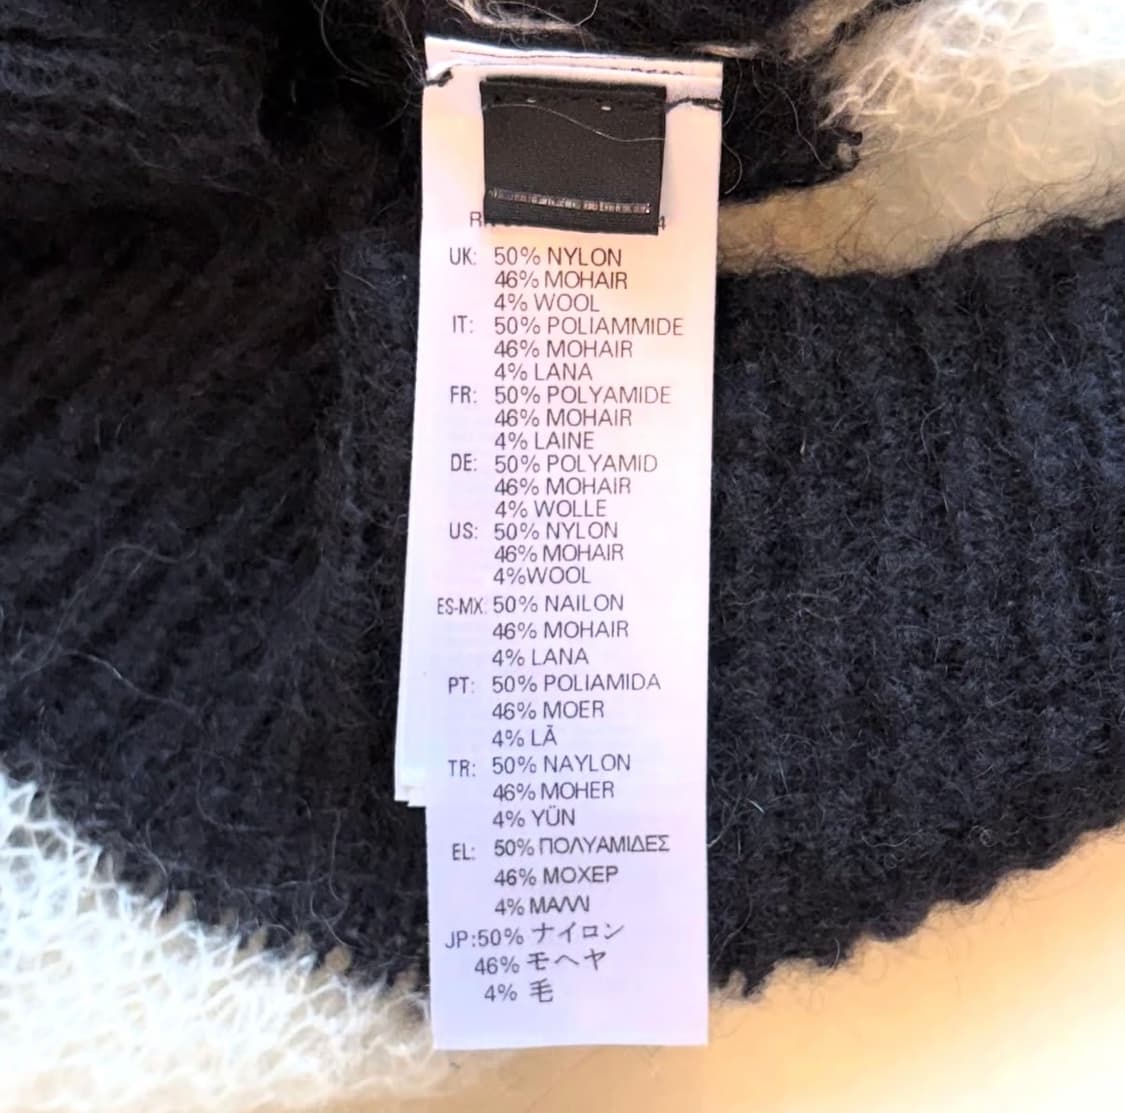 UK: 50% NYLON
46% MOHAIR
4% WOOL
IT: 50% POLIAMMIDE
46% MOHAIR
4% LANA
FR: 50% POLYAMIDE
46% MOHAIR
4% LAINE
DE: 50% POLYAMID
46% MOHAIR
4% WOLLE
US: 50% NYLON
46% MOHAIR
4%WOOL
ES-MX: 50% NAILON
46% MOHAIR
4% LANA
PT: 50% POLIAMIDA
46% MOER
4% LÃ
TR: 50% NAYLON
46% MOHER
4% YÜN
EL: 50% ΠΟΛΥΑΜΙΔΕΣ
46% ΜΟΧΕΡ
4% ΜΑΛΛΙ
JP:50% ナイロン
46% モヘヤ
4% 毛